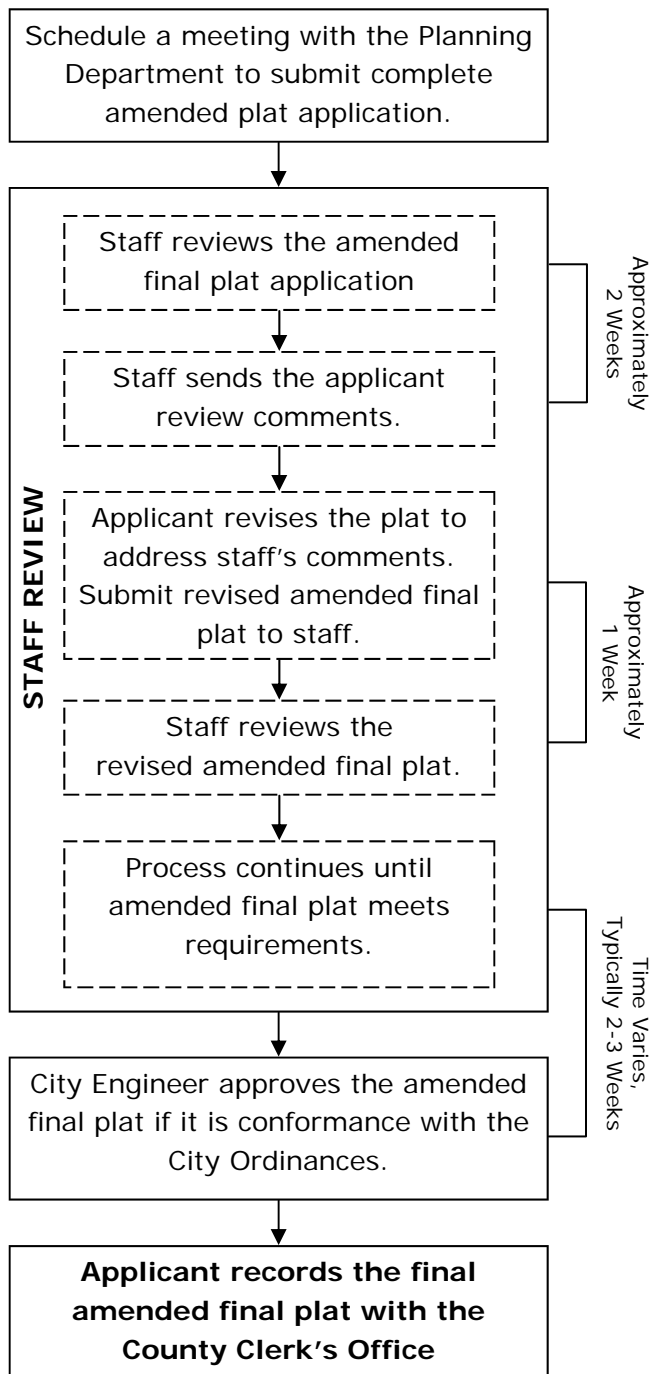 Schedule a meeting with the Planning
Department to submit complete
amended plat application.
STAFF REVIEW
Staff reviews the amended
final plat application
Staff sends the applicant
review comments.
Approximately
2 Weeks
Applicant revises the plat to
address staff's comments.
Submit revised amended final
plat to staff.
Staff reviews the
revised amended final plat.
Approximately
1 Week
Process continues until
amended final plat meets
requirements.
City Engineer approves the amended
final plat if it is conformance with the
City Ordinances.
Time Varies,
Typically 2-3 Weeks
Applicant records the final
amended final plat with the
County Clerk's Office